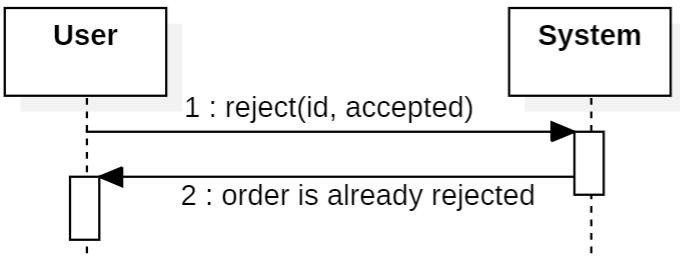 User
System
1 : reject(id, accepted)
2 : order is already rejected